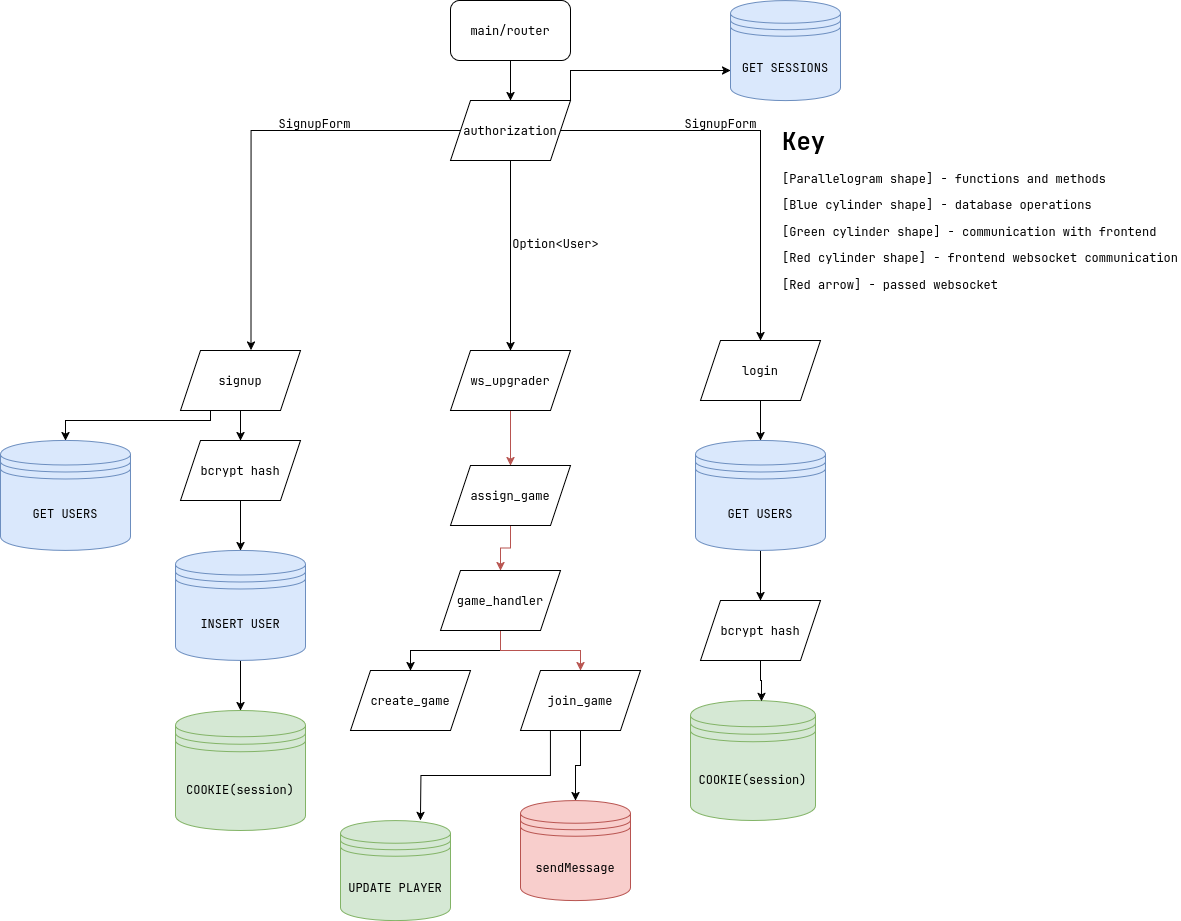 main/router
GET SESSIONS
SignupForm
authorization
SignupForm
Key
[Parallelogram shape] - functions and methods
[Blue cylinder shape] - database operations
[Green cylinder shape] - communication with frontend
[Red cylinder shape] - frontend websocket communication
[Red arrow] - passed websocket
Option<User>
signup
ws_upgrader
login
bcrypt hash
assign_game
GET USERS
GET USERS
game_handler
INSERT USER
bcrypt hash
create_game
join_game
COOKIE(session)
COOKIE(session)
sendMessage
UPDATE PLAYER